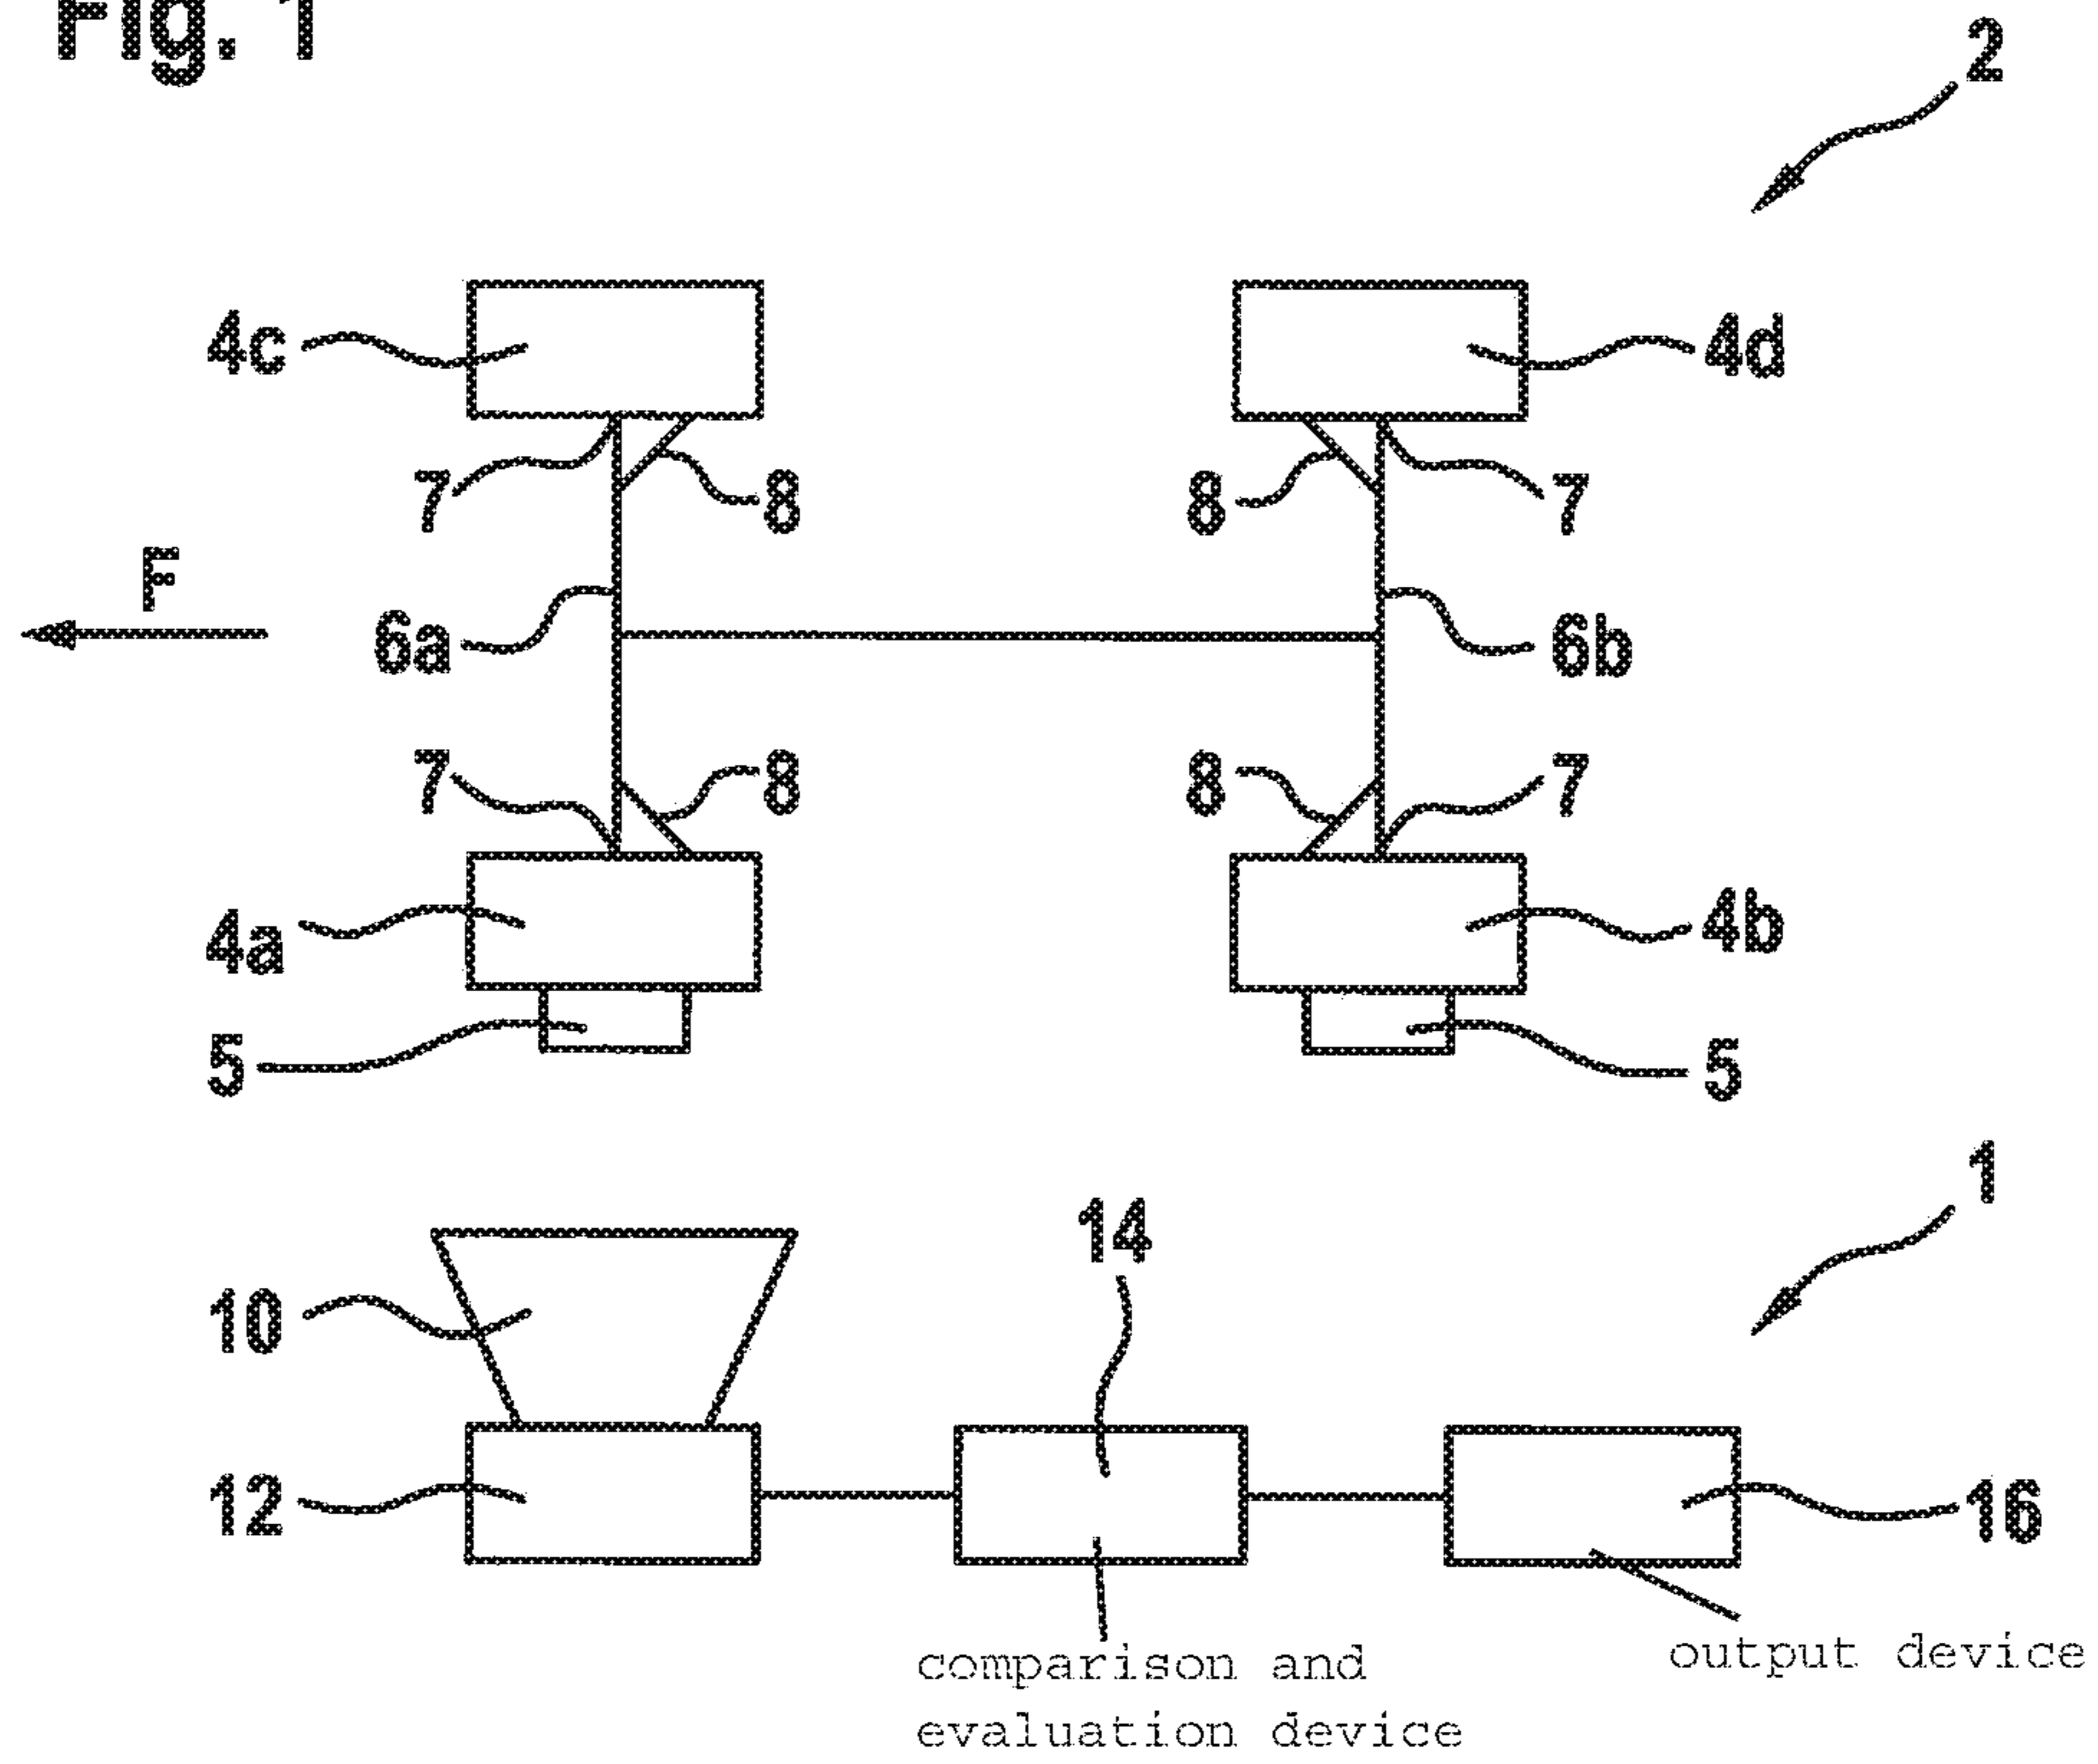 Fig. 1
2
4c
4d
7
8
8
7
F
6a
6b
7
8
8
7
4a
4b
5
5
1
14
10
12
16
comparison and
evaluation device
output device